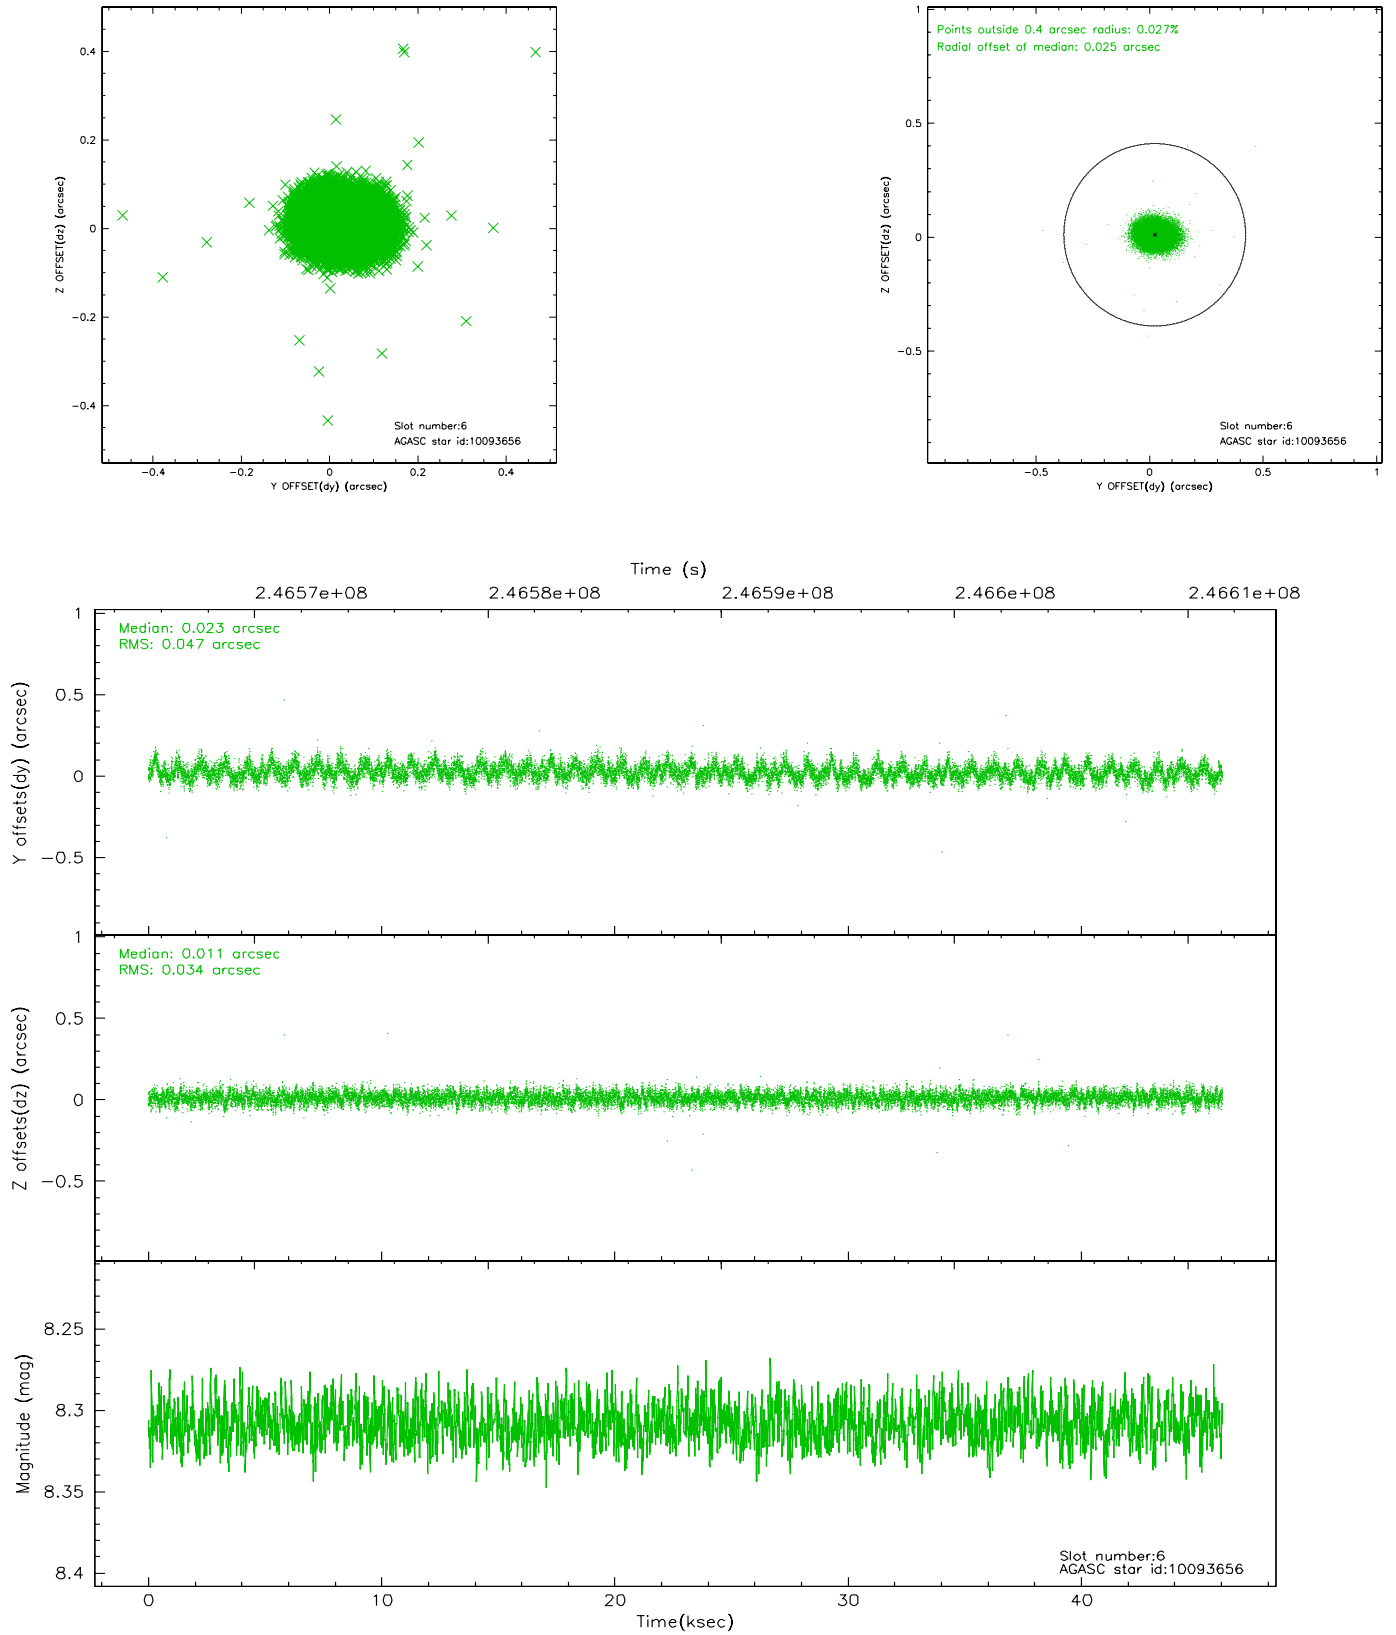 0.4
0.2
0
−0.2
−0.4
Z OFFSET(dz) (arcsec)
Slot number:6
AGASC star id:10093656
−0.4 −0.2 0 0.2 0.4
Y OFFSET(dy) (arcsec)
Points outside 0.4 arcsec radius: 0.027%
Radial offset of median: 0.025 arcsec
1
0.5
0
−0.5
Z OFFSET(dz) (arcsec)
Slot number:6
AGASC star id:10093656
−0.5 0 0.5 1
Y OFFSET(dy) (arcsec)
Time (s)
2.4657e+08 2.4658e+08 2.4659e+08 2.466e+08 2.4661e+08
Median: 0.023 arcsec
RMS: 0.047 arcsec
1
0.5
0
−0.5
Y offsets(dy) (arcsec)
Median: 0.011 arcsec
RMS: 0.034 arcsec
1
0.5
0
−0.5
Z offsets(dz) (arcsec)
8.25
8.3
8.35
8.4
Magnitude (mag)
Slot number:6
AGASC star id:10093656
0 10 20 30 40
Time(ksec)